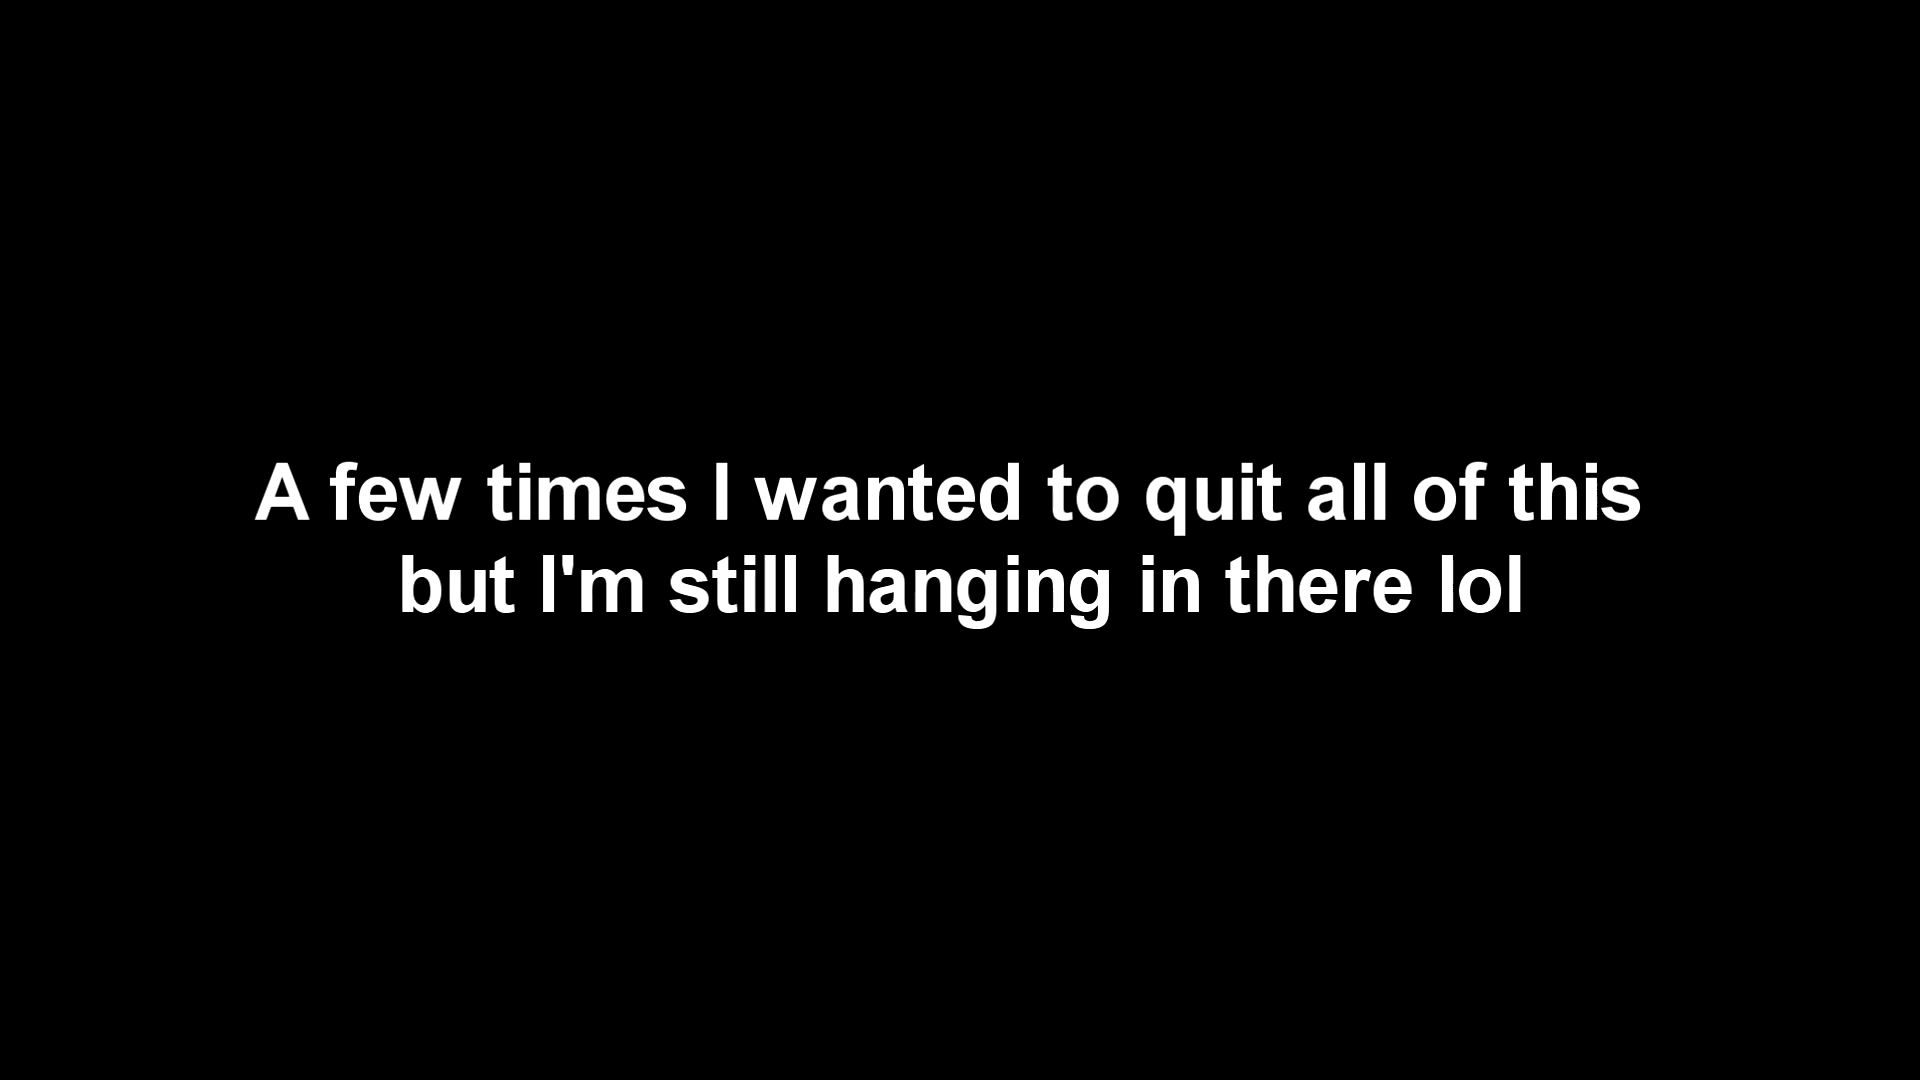 A few times I wanted to quit all of this
but I'm still hanging in there lol